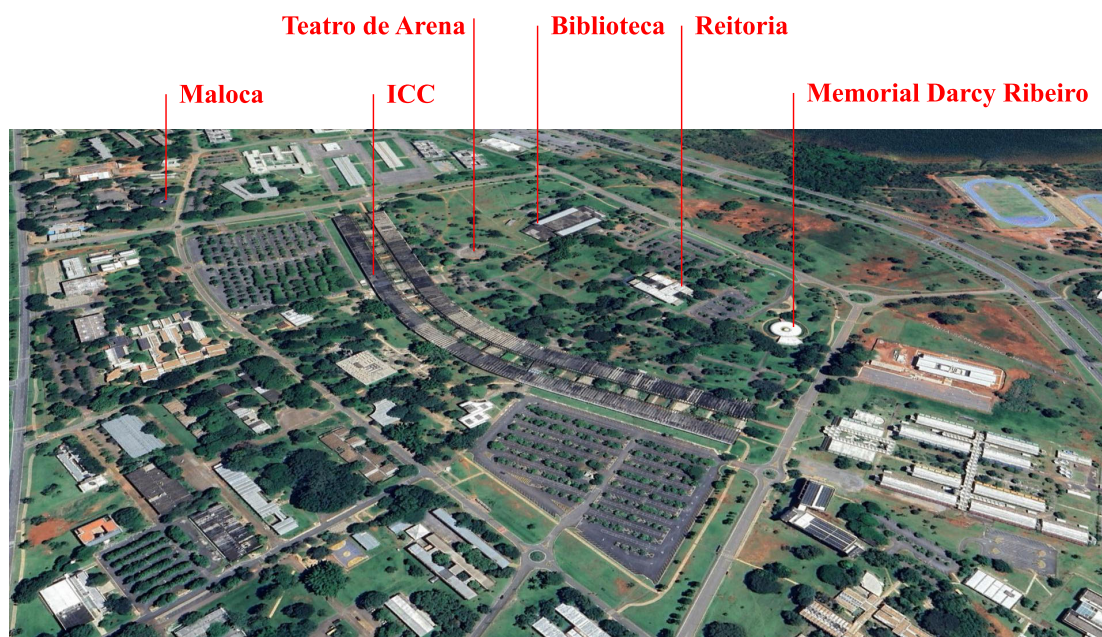 Teatro de Arena
Biblioteca
Reitoria
Maloca
ICC
Memorial Darcy Ribeiro